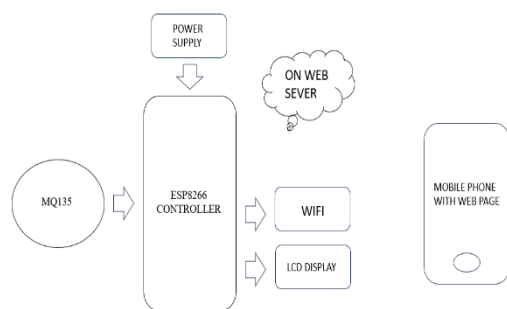 POWER
SUPPLY
ON WEB
SEVER
MQ135
ESP8266
CONTROLLER
WIFI
LCD DISPLAY
MOBILE PHONE
WITH WEB PAGE